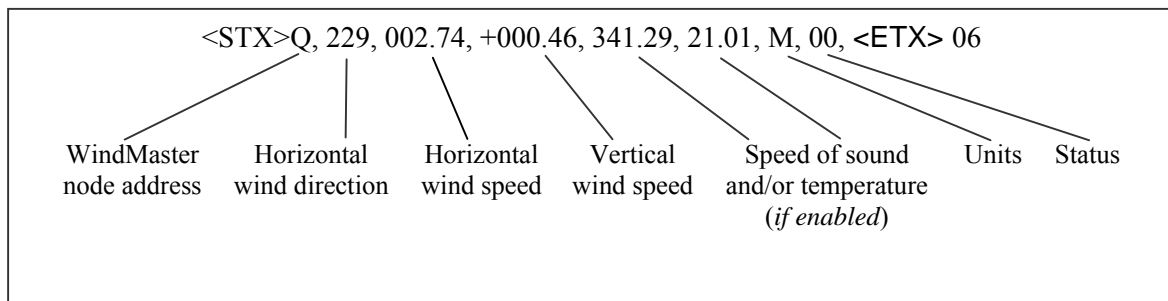 <STX>Q, 229, 002.74, +000.46, 341.29, 21.01, M, 00, <ETX> 06
WindMaster Horizontal Horizontal Vertical Speed of sound Units Status
node address wind direction wind speed wind speed and/or temperature
(if enabled)